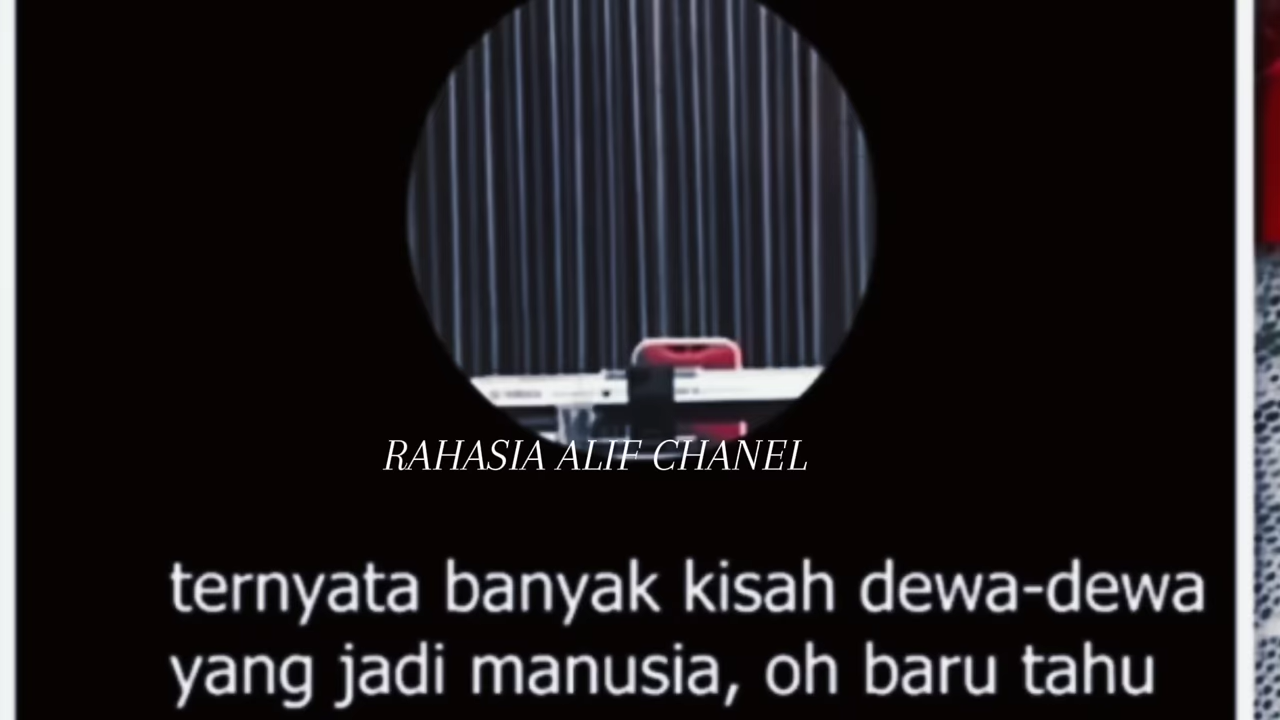 RAHASIA ALIF CHANEL
ternyata banyak kisah dewa-dewa
yang jadi manusia, oh baru tahu